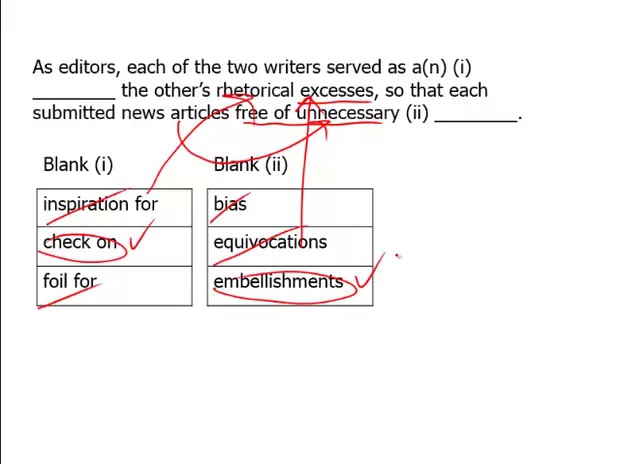 As editors, each of the two writers served as a(n) (i)
_________ the other's rhetorical excesses, so that each
submitted news articles free of unnecessary (ii) _________.
Blank (i) Blank (ii)
inspiration for bias
check on equivocations
foil for embellishments